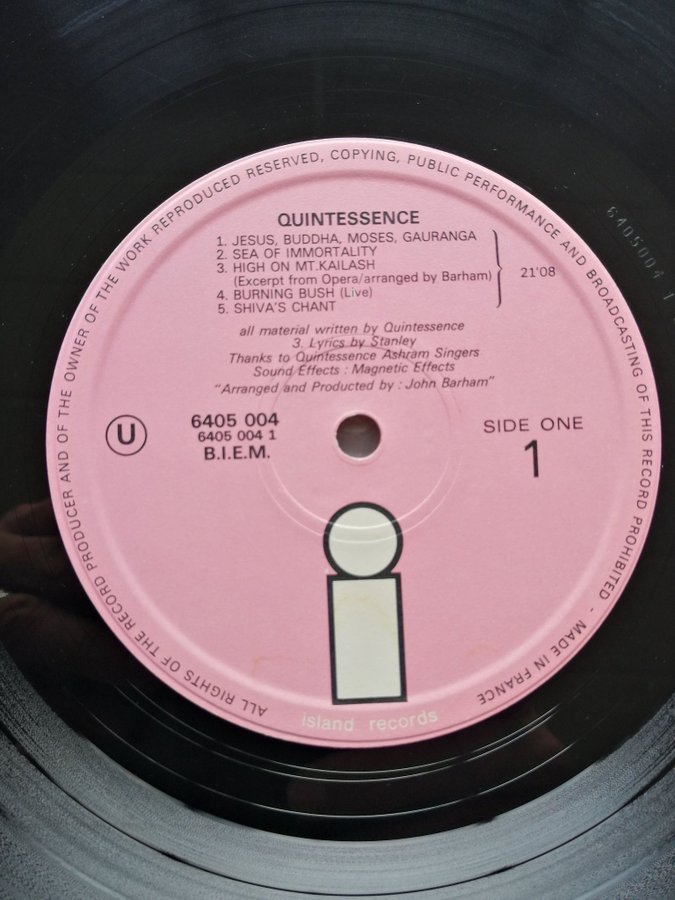 ALL RIGHTS OF THE RECORD PRODUCER AND OF THE OWNER OF THE WORK REPRODUCED RESERVED, COPYING, PUBLIC PERFORMANCE AND BROADCASTING OF THIS RECORD PROHIBITED - MADE IN FRANCE
QUINTESSENCE
1. JESUS, BUDDHA, MOSES, GAURANGA
2. SEA OF IMMORTALITY
3. HIGH ON MT.KAILASH
(Excerpt from Opera/arranged by Barham)
21'08
4. BURNING BUSH (Live)
5. SHIVA'S CHANT
all material written by Quintessence
3. Lyrics by Stanley
Thanks to Quintessence Ashram Singers
Sound Effects : Magnetic Effects
"Arranged and Producted by : John Barham"
U
6405 004
6405 004 1
B.I.E.M.
SIDE ONE
1
island records
6405004 1